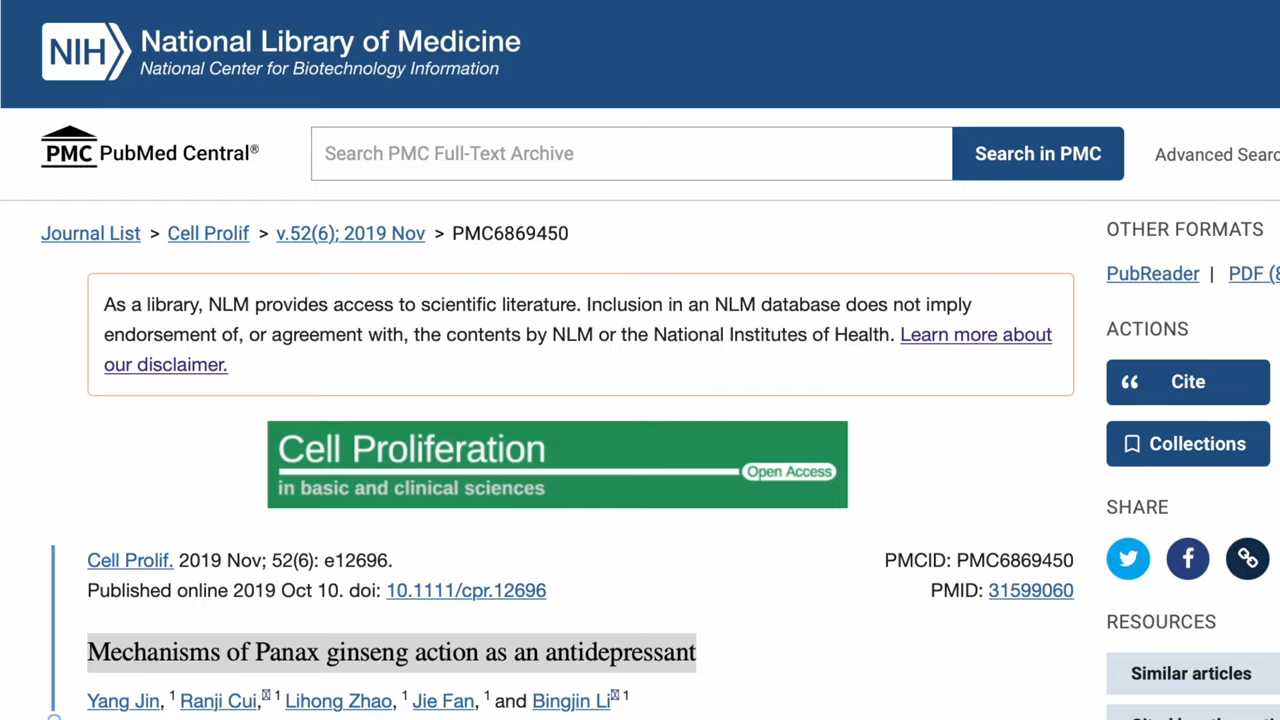 NIH National Library of Medicine
National Center for Biotechnology Information
PMC PubMed Central®
Search PMC Full-Text Archive
Search in PMC
Advanced Searc
Journal List > Cell Prolif > v.52(6); 2019 Nov > PMC6869450
As a library, NLM provides access to scientific literature. Inclusion in an NLM database does not imply
endorsement of, or agreement with, the contents by NLM or the National Institutes of Health. Learn more about
our disclaimer.
Cell Proliferation
Open Access
in basic and clinical sciences
Cell Prolif. 2019 Nov; 52(6): e12696.
Published online 2019 Oct 10. doi: 10.1111/cpr.12696
PMCID: PMC6869450
PMID: 31599060
Mechanisms of Panax ginseng action as an antidepressant
Yang Jin, 1 Ranji Cui, 1 Lihong Zhao, 1 Jie Fan, 1 and Bingjin Li 1
OTHER FORMATS
PubReader | PDF (8
ACTIONS
Cite
Collections
SHARE
RESOURCES
Similar articles